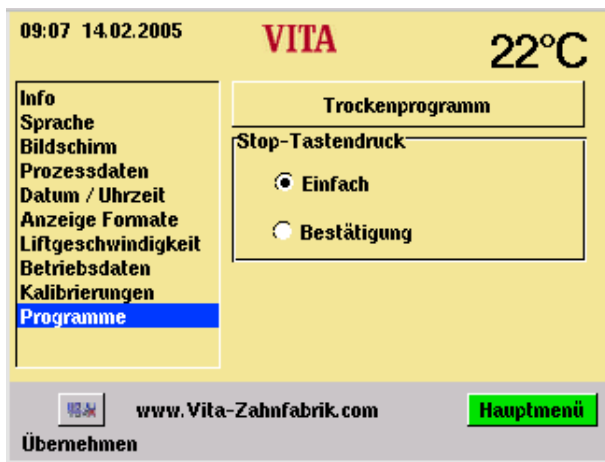 09:07 14.02.2005
VITA
22°C
Info
Sprache
Bildschirm
Prozessdaten
Datum / Uhrzeit
Anzeige Formate
Liftgeschwindigkeit
Betriebsdaten
Kalibrierungen
Programme
Trockenprogramm
Stop-Tastendruck
Einfach
Bestätigung
www.Vita-Zahnfabrik.com
Hauptmenü
Übernehmen